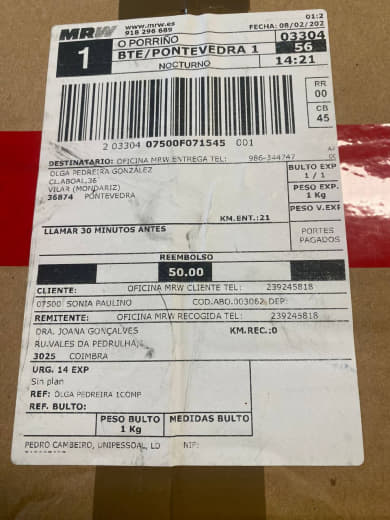 MRW www.mrw.es
918 298 689
01:2
FECHA: 08/02/202
1
O PORRIÑO
BTE/PONTEVEDRA 1
NOCTURNO
03304
56
14:21
RR
00
CB
45
2 03304 07500F071545 001
DESTINATARIO: OFICINA MRW ENTREGA TEL: 986-344747
OLGA PEDREIRA GONZÁLEZ
CL.ABOAL,36
VILAR (MONDARIZ)
36874 PONTEVEDRA
BULTO EXP
1 / 1
PESO EXP.
1 Kg
PESO V.EXP
KM.ENT.:21
LLAMAR 30 MINUTOS ANTES
PORTES
PAGADOS
REEMBOLSO
50.00
CLIENTE: OFICINA MRW CLIENTE TEL: 239245818
07500 SONIA PAULINO COD.ABO.003062 DEP:
REMITENTE: OFICINA MRW RECOGIDA TEL: 239245818
DRA. JOANA GONÇALVES KM.REC.:0
RU.VALES DA PEDRULHA,
3025 COIMBRA
URG. 14 EXP
Sin plan
REF: OLGA PEDREIRA 1COMP
REF. BULTO:
PESO BULTO MEDIDAS BULTO
1 Kg
PEDRO CAMBEIRO, UNIPESSOAL, LD NIF: